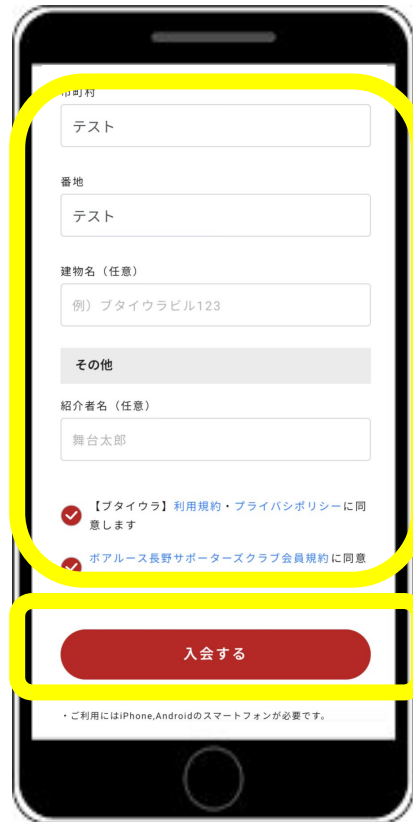 市町村
テスト
番地
テスト
建物名（任意）
例）ブタイウラビル123
その他
紹介者名（任意）
舞台太郎
【ブタイウラ】利用規約・プライバシポリシーに同
意します
ボアルース長野サポーターズクラブ会員規約に同意
入会する
・ご利用にはiPhone,Androidのスマートフォンが必要です。